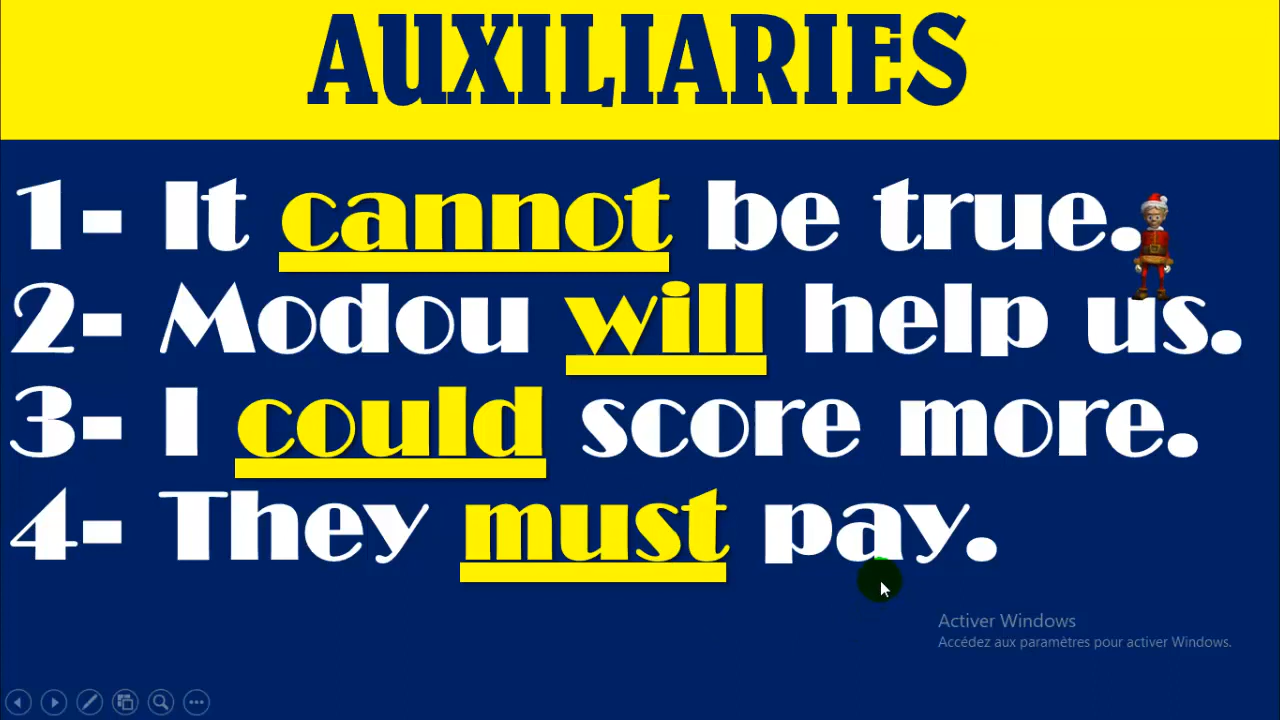 AUXILIARIES
1- It cannot be true.
2- Modou will help us.
3- I could score more.
4- They must pay.
Activer Windows
Accédez aux paramètres pour activer Windows.